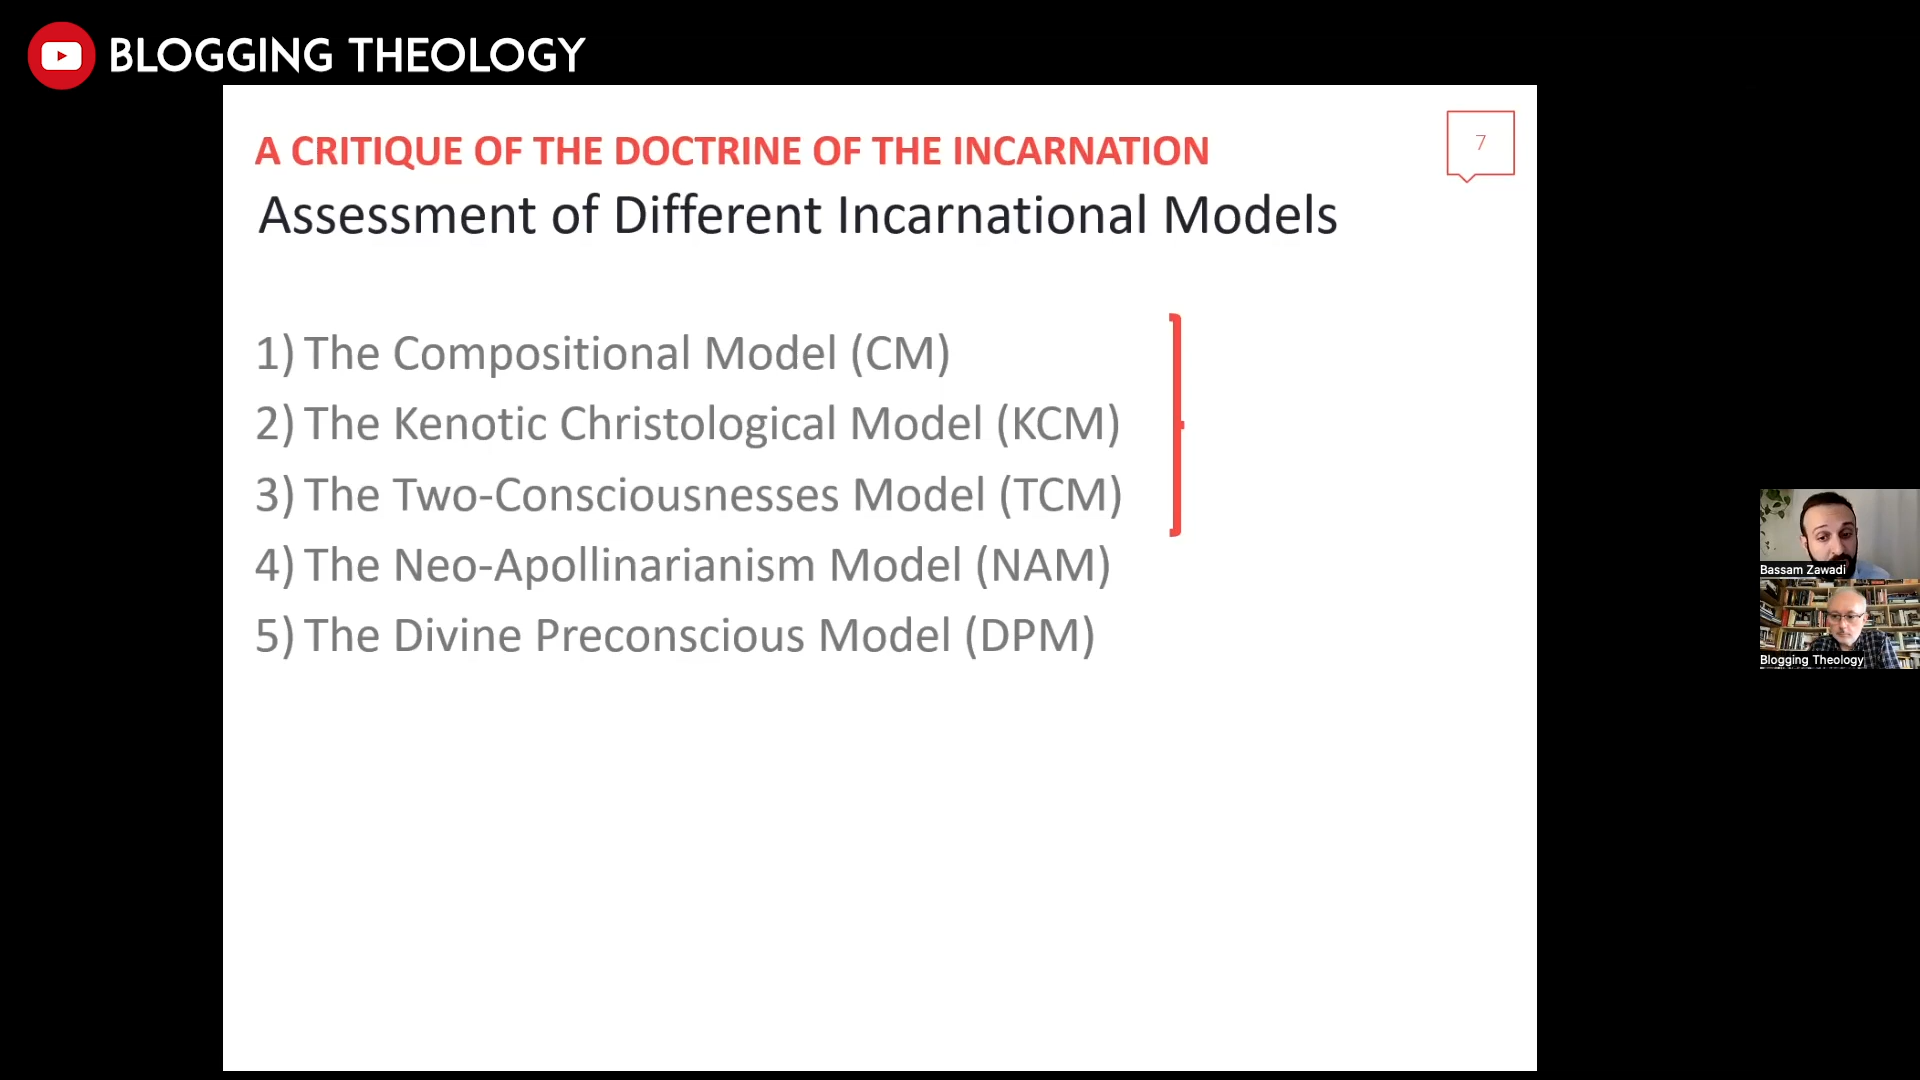 BLOGGING THEOLOGY
A CRITIQUE OF THE DOCTRINE OF THE INCARNATION
7
Assessment of Different Incarnational Models
1) The Compositional Model (CM)
2) The Kenotic Christological Model (KCM)
3) The Two-Consciousnesses Model (TCM)
4) The Neo-Apollinarianism Model (NAM)
5) The Divine Preconscious Model (DPM)
Bassam Zawadi
Blogging Theology